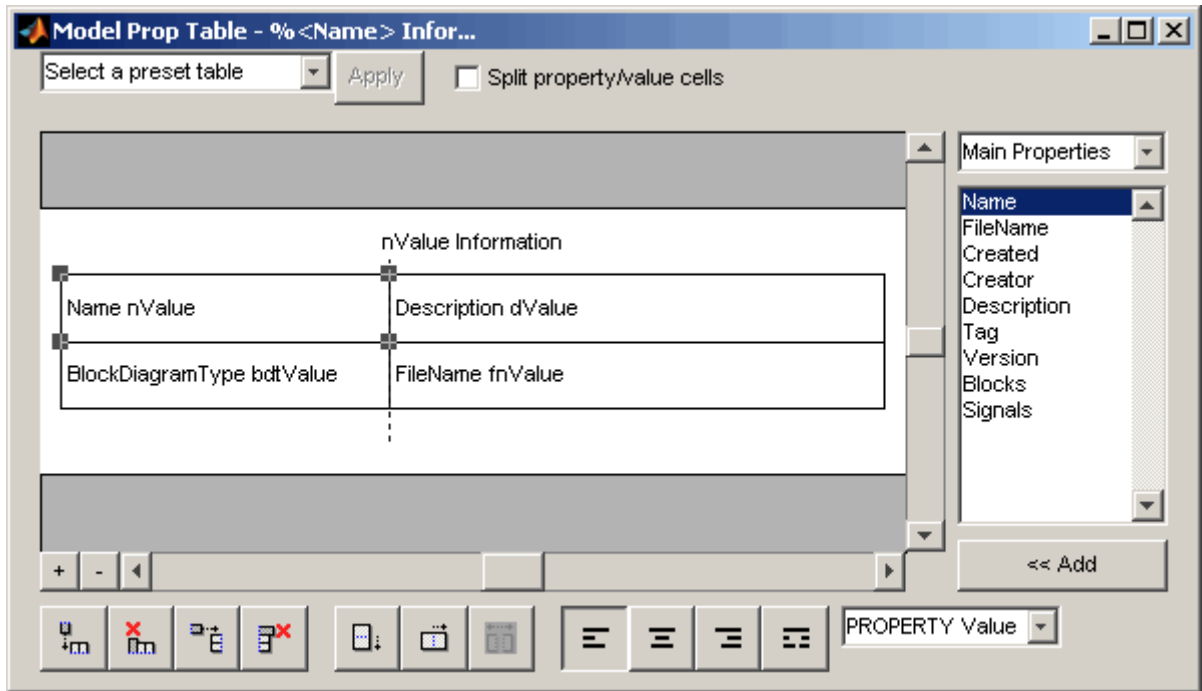 Model Prop Table - %<Name> Infor...
Select a preset table
Apply
Split property/value cells
Main Properties
nValue Information
Name nValue
Description dValue
BlockDiagramType bdtValue
FileName fnValue
Name
FileName
Created
Creator
Description
Tag
Version
Blocks
Signals
+
-
<< Add
PROPERTY Value